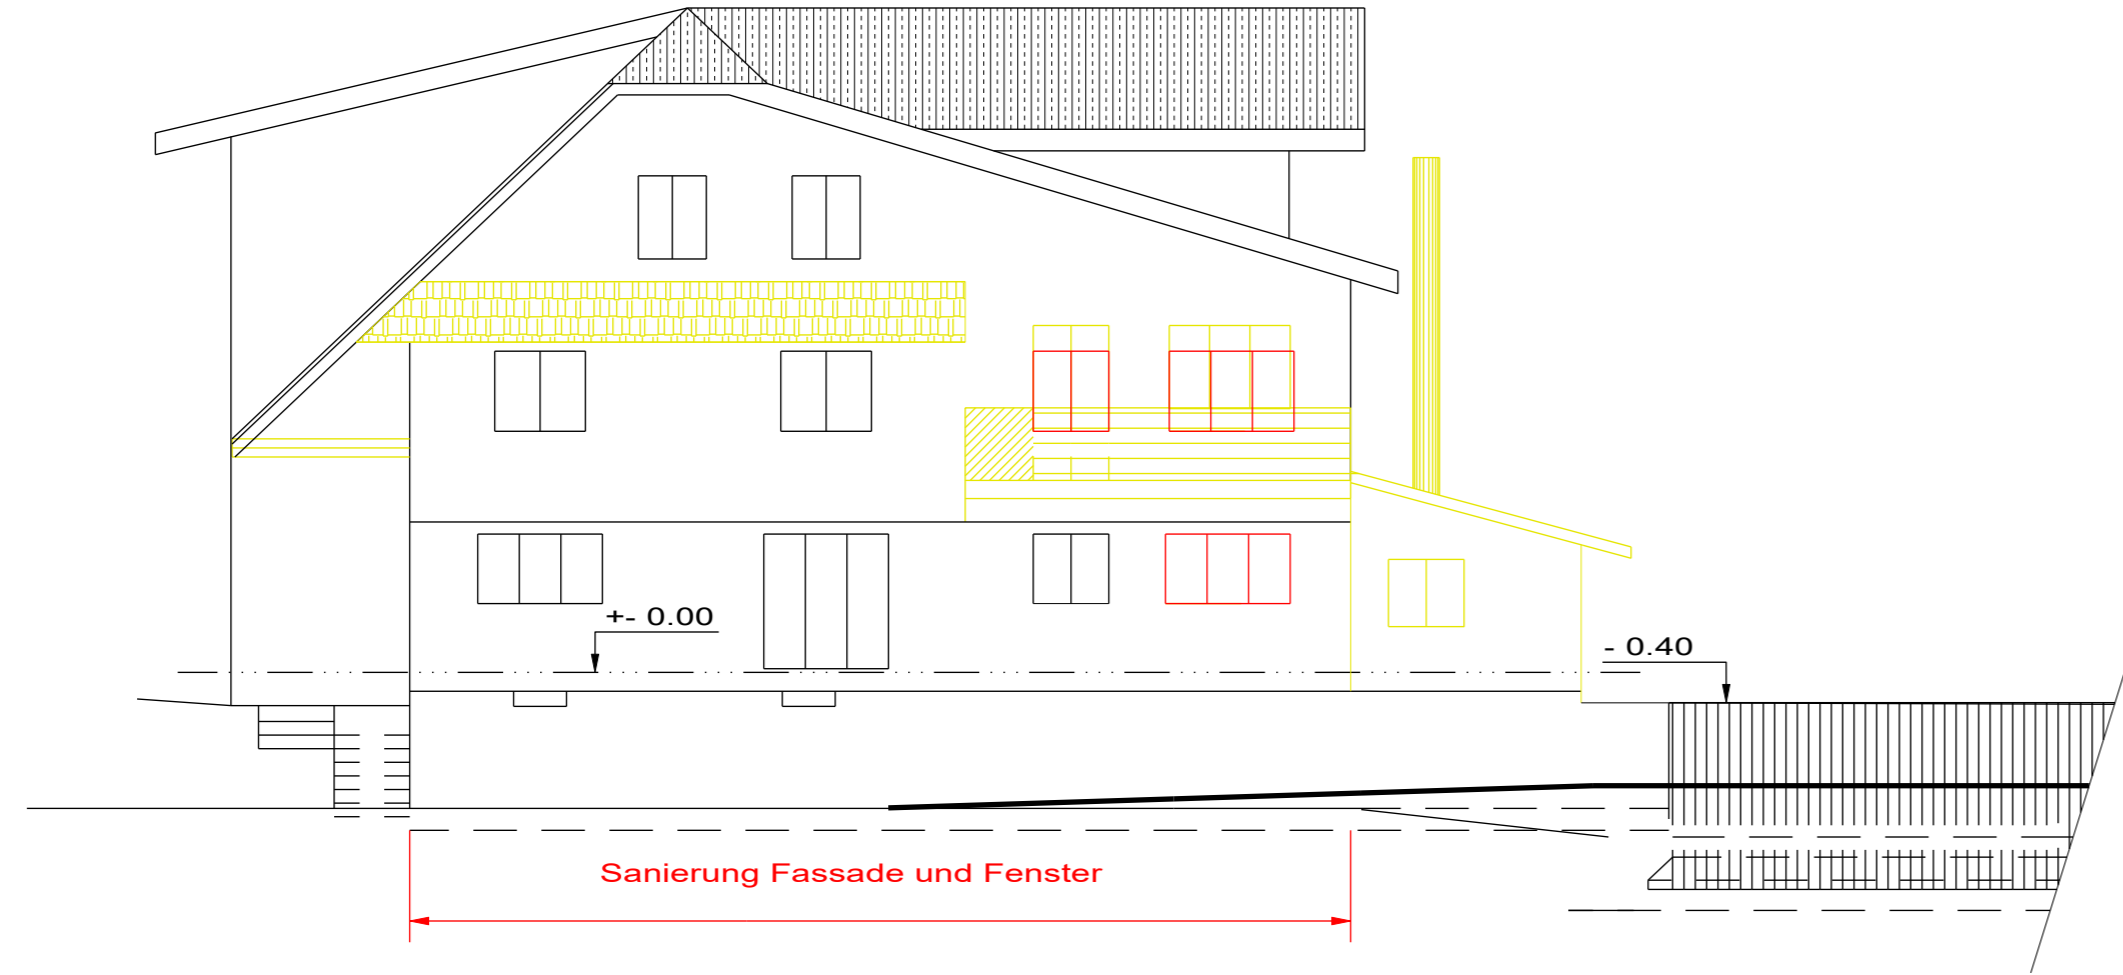 +- 0.00
- 0.40
Sanierung Fassade und Fenster